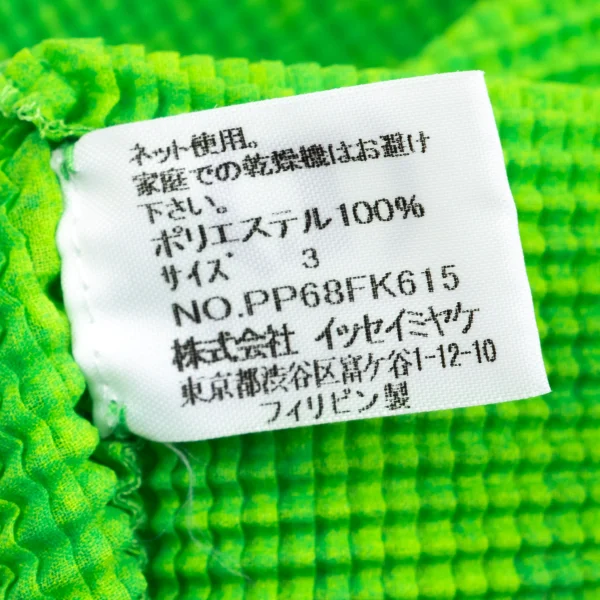 ネット使用。
家庭での乾燥機はお避け
下さい。
ポリエステル100%
サイズ 3
NO.PP68FK615
株式会社 イッセイミヤケ
東京都渋谷区富ケ谷1-12-10
フィリピン製